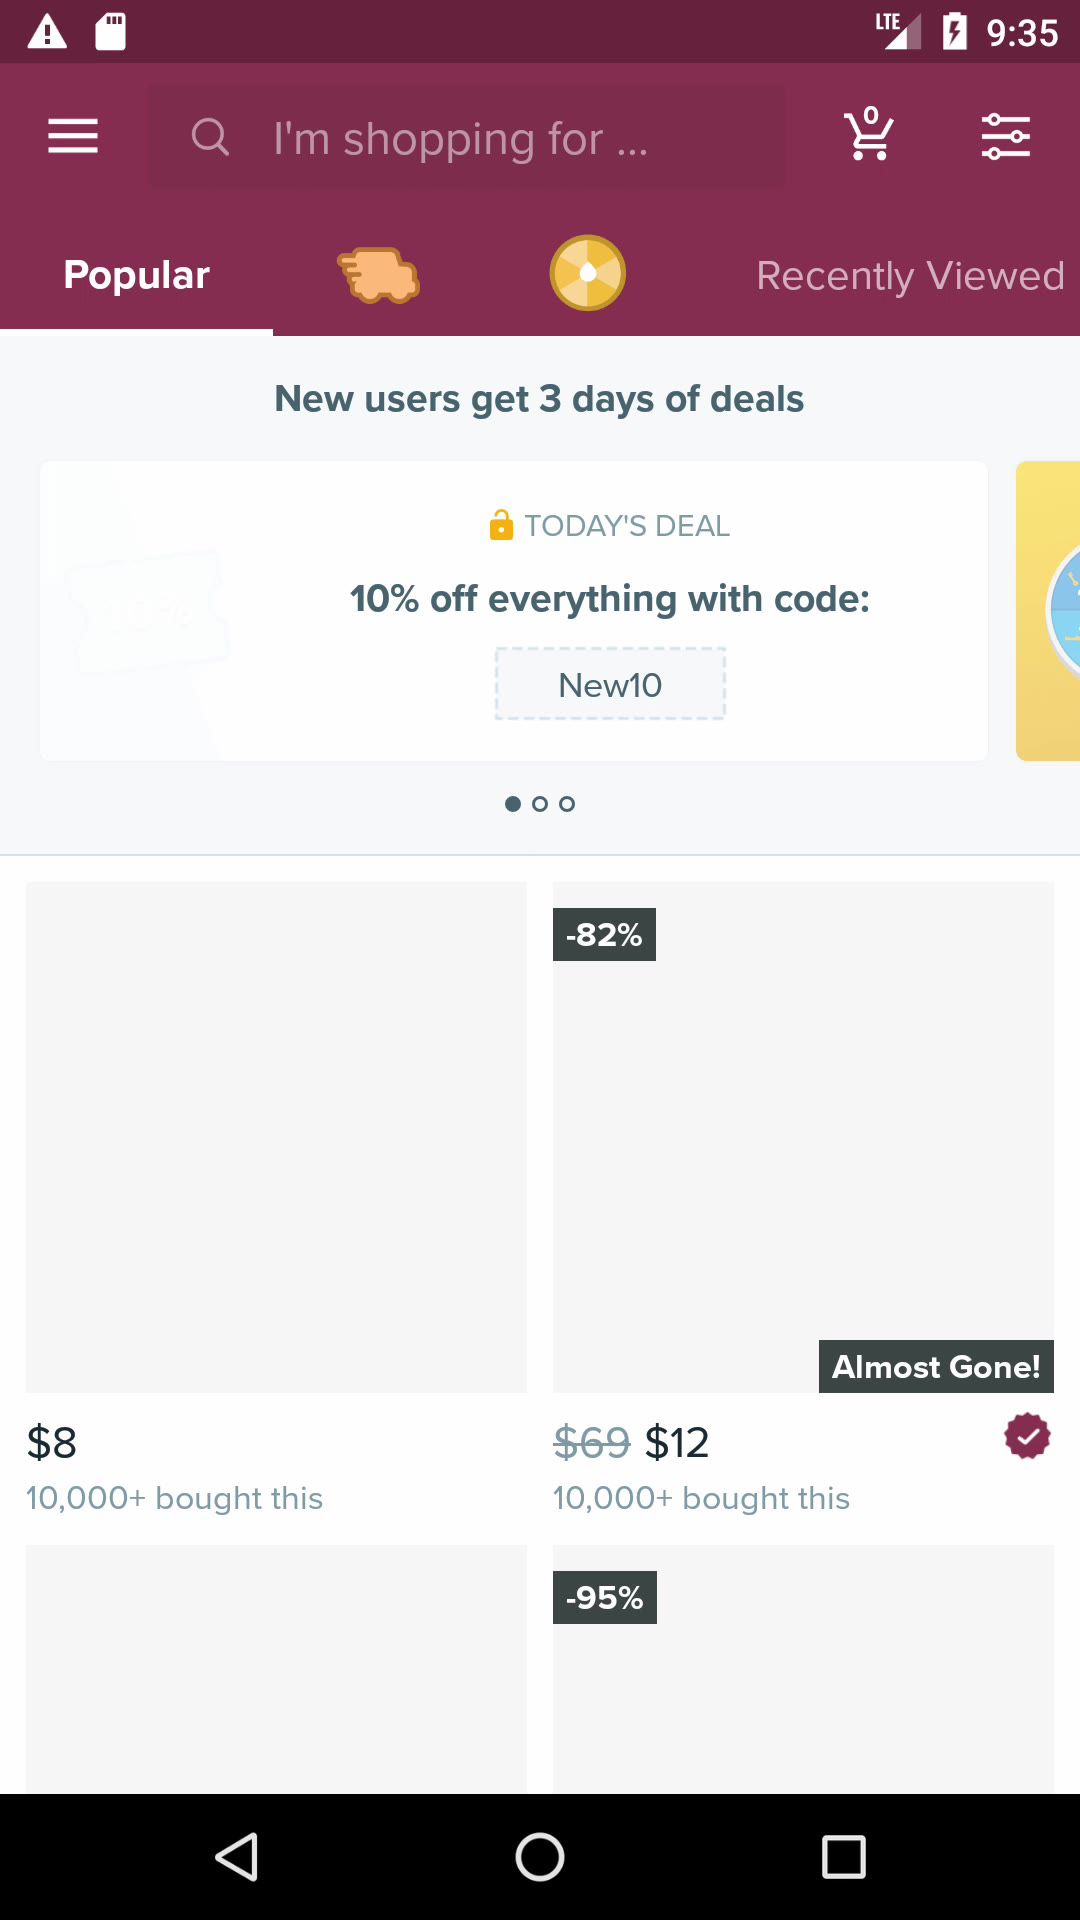 LTE 9:35
I'm shopping for ...
0
Popular
Recently Viewed
New users get 3 days of deals
TODAY'S DEAL
10% off everything with code:
New10
-82%
Almost Gone!
$8
$69 $12
10,000+ bought this
10,000+ bought this
-95%